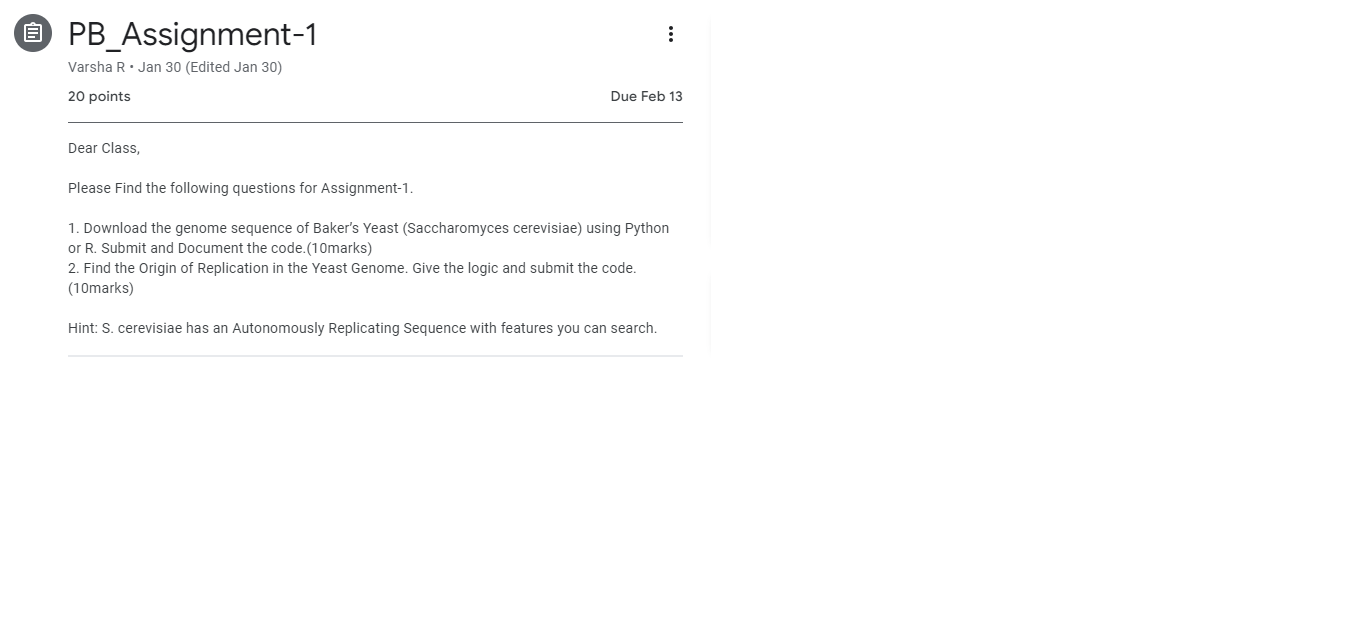 PB_Assignment-1
Varsha R • Jan 30 (Edited Jan 30)
20 points Due Feb 13
Dear Class,
Please Find the following questions for Assignment-1.
1. Download the genome sequence of Baker’s Yeast (Saccharomyces cerevisiae) using Python
or R. Submit and Document the code.(10marks)
2. Find the Origin of Replication in the Yeast Genome. Give the logic and submit the code.
(10marks)
Hint: S. cerevisiae has an Autonomously Replicating Sequence with features you can search.